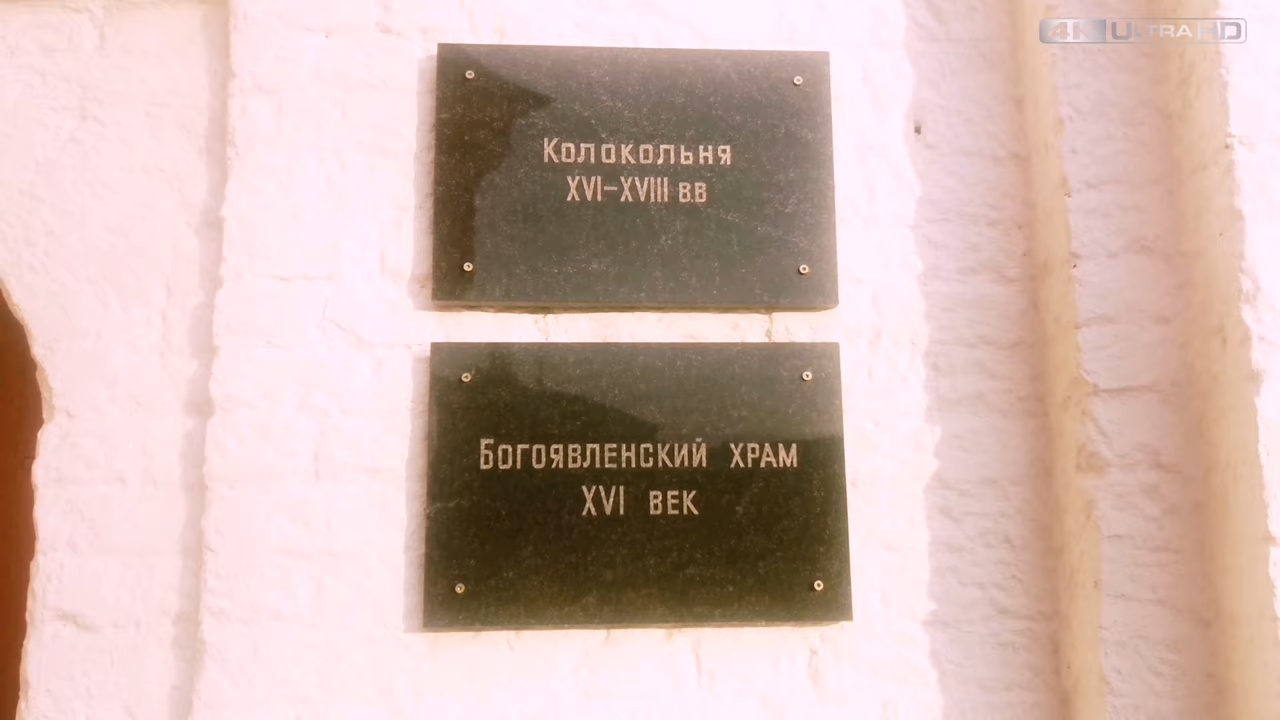 4K ULTRA HD
КОЛОКОЛЬНЯ
XVI–XVIII В.В
БОГОЯВЛЕНСКИЙ ХРАМ
XVI ВЕК